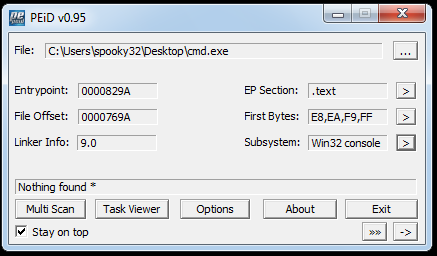 PEiD v0.95
File: C:\Users\spooky32\Desktop\cmd.exe ...
Entrypoint: 0000829A EP Section: .text >
File Offset: 0000769A First Bytes: E8,EA,F9,FF >
Linker Info: 9.0 Subsystem: Win32 console >
Nothing found *
Multi Scan Task Viewer Options About Exit
Stay on top »» ->